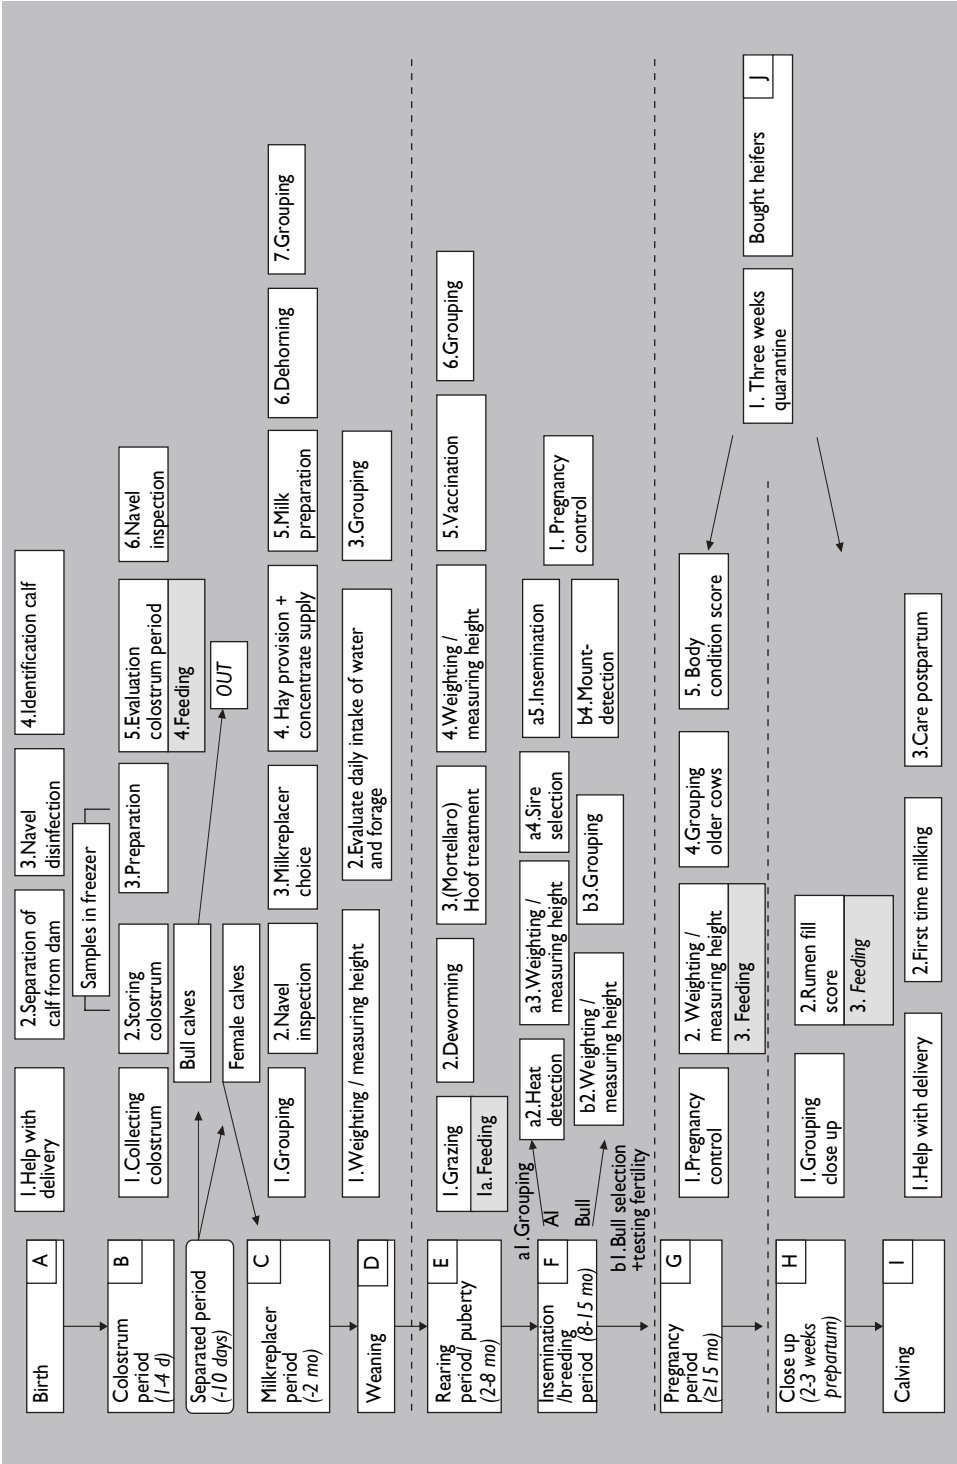 Birth
A
1.Help with
delivery
2.Separation of
calf from dam
3.Navel
disinfection
4.Identification calf
Samples in freezer
Colostrum
period
(1-4 d)
B
1.Collecting
colostrum
2.Storing
colostrum
3.Preparation
5.Evaluation
colostrum period
4.Feeding
6.Navel
inspection
Separated period
(-10 days)
Bull calves
OUT
Female calves
Milkreplacer
period
(-2 mo)
C
1.Grouping
2.Navel
inspection
3.Milkreplacer
choice
4. Hay provision +
concentrate supply
5.Milk
preparation
6.Dehorning
7.Grouping
Weaning
D
1.Weighting / measuring height
2.Evaluate daily intake of water
and forage
3.Grouping
Rearing
period/ puberty
(2-8 mo)
E
1.Grazing
1a.Feeding
2.Deworming
3.(Mortellaro)
Hoof treatment
4.Weighting /
measuring height
5.Vaccination
6.Grouping
Insemination
/breeding
period (8-15 mo)
F
a1.Grouping
AI
a2.Heat
detection
a3.Weighting /
measuring height
a4.Sire
selection
a5.Insemination
1. Pregnancy
control
Bull
b1.Bull selection
+testing fertility
b2.Weighting /
measuring height
b3.Grouping
b4.Mount-
detection
Pregnancy
period
(≥15 mo)
G
1.Pregnancy
control
2. Weighting /
measuring height
3. Feeding
4.Grouping
older cows
5. Body
condition score
1. Three weeks
quarantine
Bought heifers
J
Close up
(2-3 weeks
prepartum)
H
1.Grouping
close up
2.Rumen fill
score
3. Feeding
Calving
I
1.Help with delivery
2.First time milking
3.Care postpartum